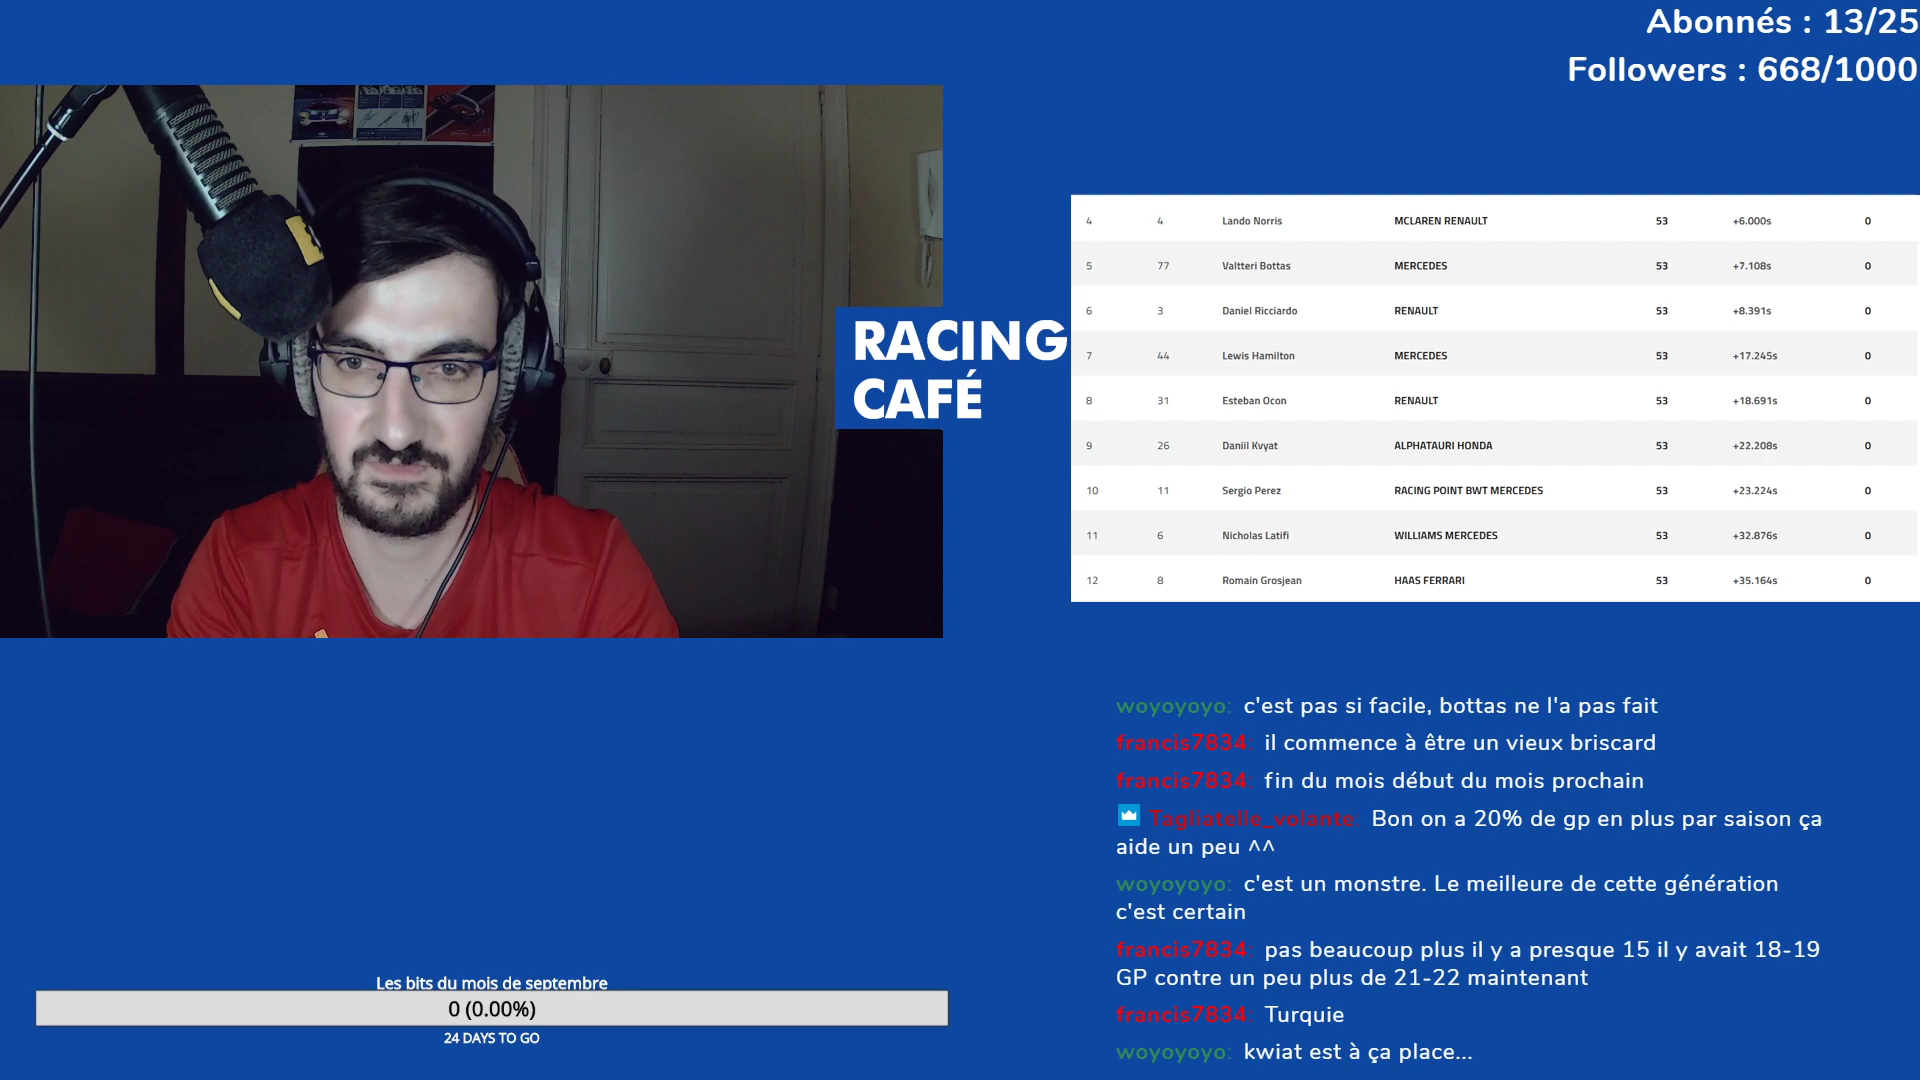 Abonnés : 13/25
Followers : 668/1000
RACING
CAFÉ
4 4 Lando Norris MCLAREN RENAULT 53 +6.000s 0
5 77 Valtteri Bottas MERCEDES 53 +7.108s 0
6 3 Daniel Ricciardo RENAULT 53 +8.391s 0
7 44 Lewis Hamilton MERCEDES 53 +17.245s 0
8 31 Esteban Ocon RENAULT 53 +18.691s 0
9 26 Daniil Kvyat ALPHATAURI HONDA 53 +22.208s 0
10 11 Sergio Perez RACING POINT BWT MERCEDES 53 +23.224s 0
11 6 Nicholas Latifi WILLIAMS MERCEDES 53 +32.876s 0
12 8 Romain Grosjean HAAS FERRARI 53 +35.164s 0
woyoyoyo: c'est pas si facile, bottas ne l'a pas fait
francis7834: il commence à être un vieux briscard
francis7834: fin du mois début du mois prochain
Tagliatelle_volante: Bon on a 20% de gp en plus par saison ça
aide un peu ^^
woyoyoyo: c'est un monstre. Le meilleure de cette génération
c'est certain
francis7834: pas beaucoup plus il y a presque 15 il y avait 18-19
GP contre un peu plus de 21-22 maintenant
francis7834: Turquie
woyoyoyo: kwiat est à ça place...
Les bits du mois de septembre
0 (0.00%)
24 DAYS TO GO